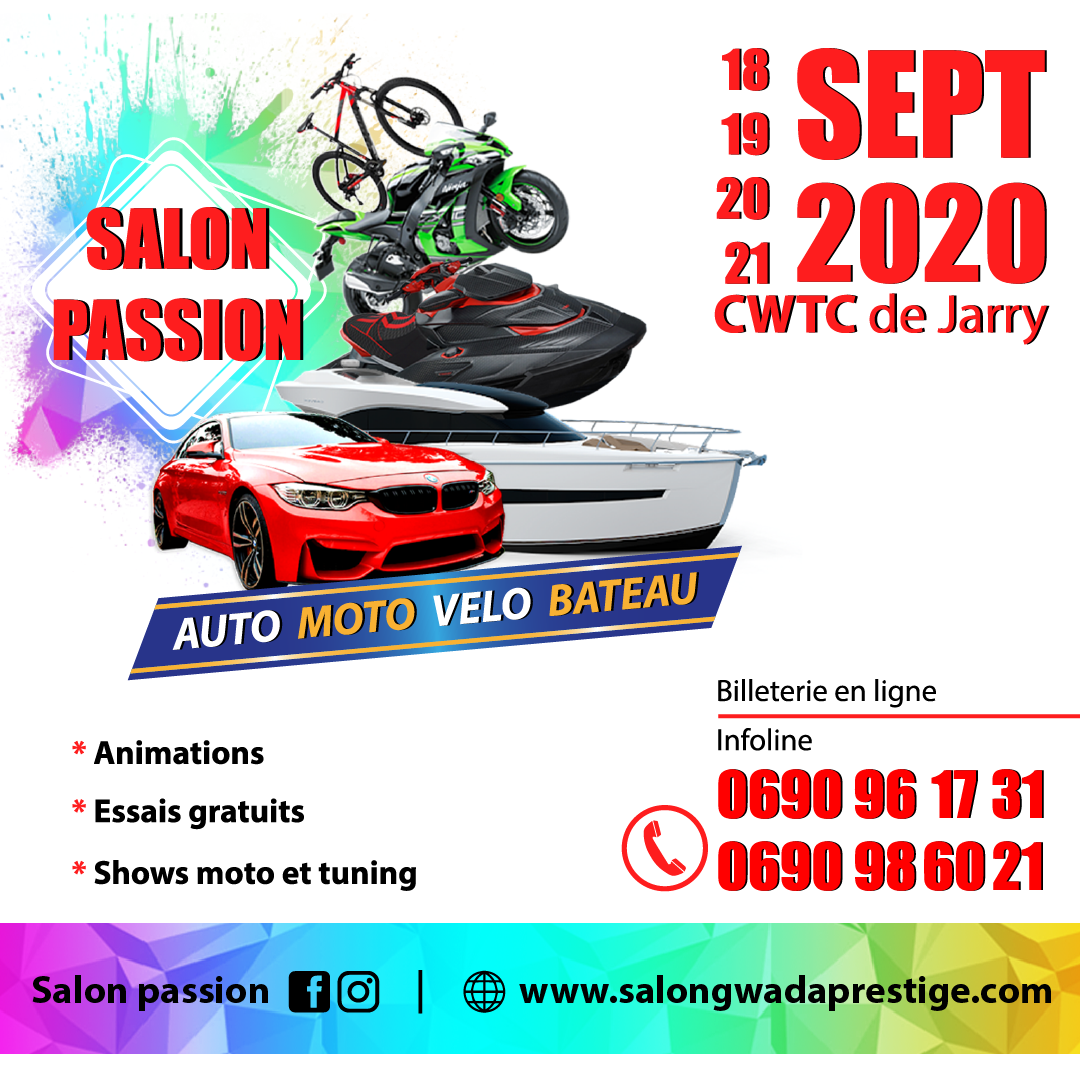 SALON
PASSION
18
19
20
21
SEPT
2020
CWTC de Jarry
Ninja
AUTO MOTO VELO BATEAU
* Animations
* Essais gratuits
* Shows moto et tuning
Billeterie en ligne
Infoline
0690 96 17 31
0690 98 60 21
Salon passion | www.salongwadaprestige.com